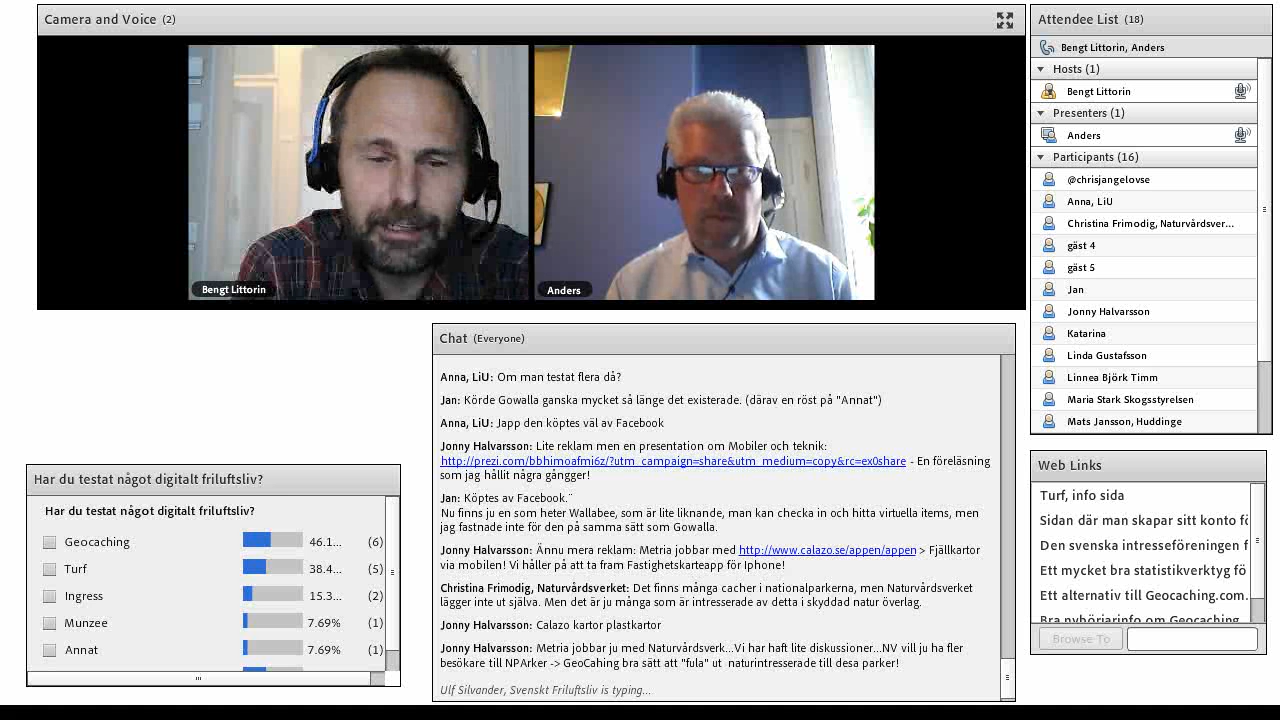 Camera and Voice (2)
Bengt Littorin
Anders
Attendee List (18)
Bengt Littorin, Anders
Hosts (1)
Bengt Littorin
Presenters (1)
Anders
Participants (16)
@chrisjangelovse
Anna, LiU
Christina Frimodig, Naturvårdsver...
gäst 4
gäst 5
Jan
Jonny Halvarsson
Katarina
Linda Gustafsson
Linnea Björk Timm
Maria Stark Skogsstyrelsen
Mats Jansson, Huddinge
Chat (Everyone)
Anna, LiU: Om man testat flera då?
Jan: Körde Gowalla ganska mycket så länge det existerade. (därav en röst på "Annat")
Anna, LiU: Japp den köptes väl av Facebook
Jonny Halvarsson: Lite reklam men en presentation om Mobiler och teknik:
http://prezi.com/bbhimoafmi6z/?utm_campaign=share&utm_medium=copy&rc=ex0share - En föreläsning
som jag hållit några gångger!
Jan: Köptes av Facebook.¨
Nu finns ju en som heter Wallabee, som är lite liknande, man kan checka in och hitta virtuella items, men
jag fastnade inte för den på samma sätt som Gowalla.
Jonny Halvarsson: Ännu mera reklam: Metria jobbar med http://www.calazo.se/appen/appen > Fjällkartor
via mobilen! Vi håller på att ta fram Fastighetskarteapp för Iphone!
Christina Frimodig, Naturvårdsverket: Det finns många cacher i nationalparkerna, men Naturvårdsverket
lägger inte ut själva. Men det är ju många som är intresserade av detta i skyddad natur överlag.
Jonny Halvarsson: Calazo kartor plastkartor
Jonny Halvarsson: Metria jobbar ju med Naturvårdsverk...Vi har haft lite diskussioner...NV vill ju ha fler
besökare till NPArker -> GeoCaHing bra sätt att "fula" ut naturintresserade till desa parker!
Ulf Silvander, Svenskt Friluftsliv is typing...
Har du testat något digitalt friluftsliv?
Har du testat något digitalt friluftsliv?
Geocaching 46.1... (6)
Turf 38.4... (5)
Ingress 15.3... (2)
Munzee 7.69% (1)
Annat 7.69% (1)
Web Links
Turf, info sida
Sidan där man skapar sitt konto fö
Den svenska intresseföreningen f
Ett mycket bra statistikverktyg fö
Ett alternativ till Geocaching.com.
Bra nybörjarinfo om Geocaching
Browse To